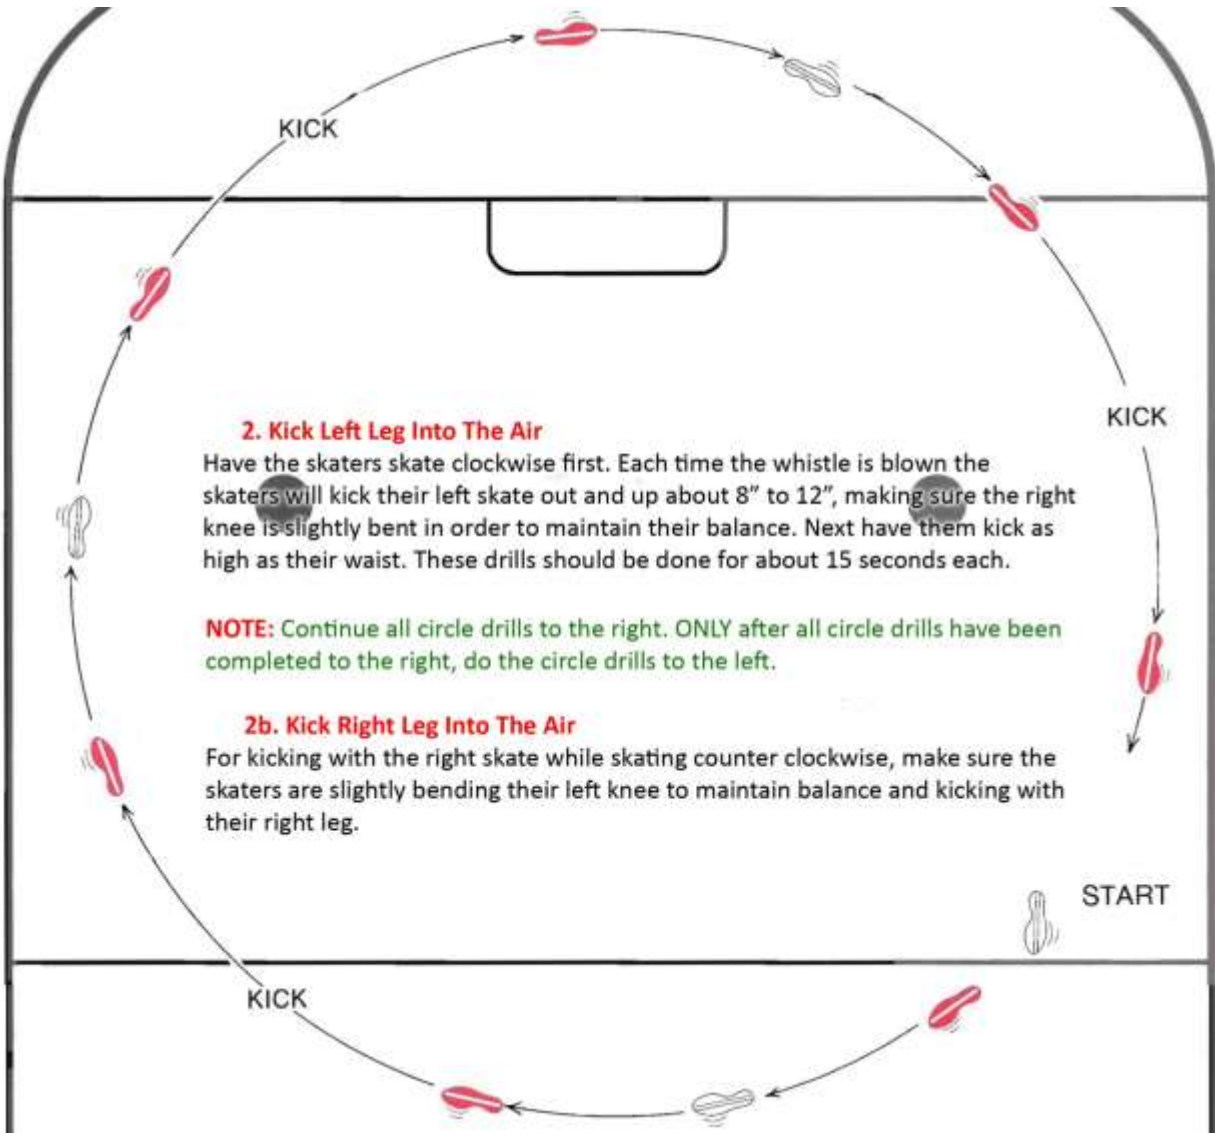 KICK
KICK
2. Kick Left Leg Into The Air
Have the skaters skate clockwise first. Each time the whistle is blown the
skaters will kick their left skate out and up about 8” to 12”, making sure the right
knee is slightly bent in order to maintain their balance. Next have them kick as
high as their waist. These drills should be done for about 15 seconds each.
NOTE: Continue all circle drills to the right. ONLY after all circle drills have been
completed to the right, do the circle drills to the left.
2b. Kick Right Leg Into The Air
For kicking with the right skate while skating counter clockwise, make sure the
skaters are slightly bending their left knee to maintain balance and kicking with
their right leg.
START
KICK